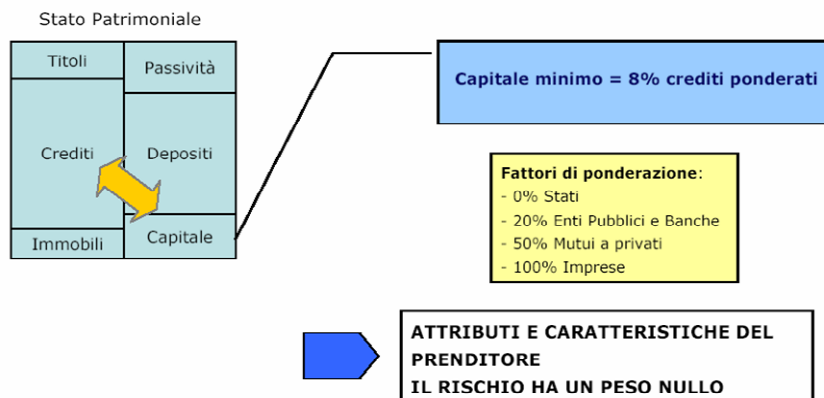 Stato Patrimoniale
Titoli
Passività
Crediti
Depositi
Immobili
Capitale
Capitale minimo = 8% crediti ponderati
Fattori di ponderazione:
- 0% Stati
- 20% Enti Pubblici e Banche
- 50% Mutui a privati
- 100% Imprese
ATTRIBUTI E CARATTERISTICHE DEL
PRENDITORE
IL RISCHIO HA UN PESO NULLO